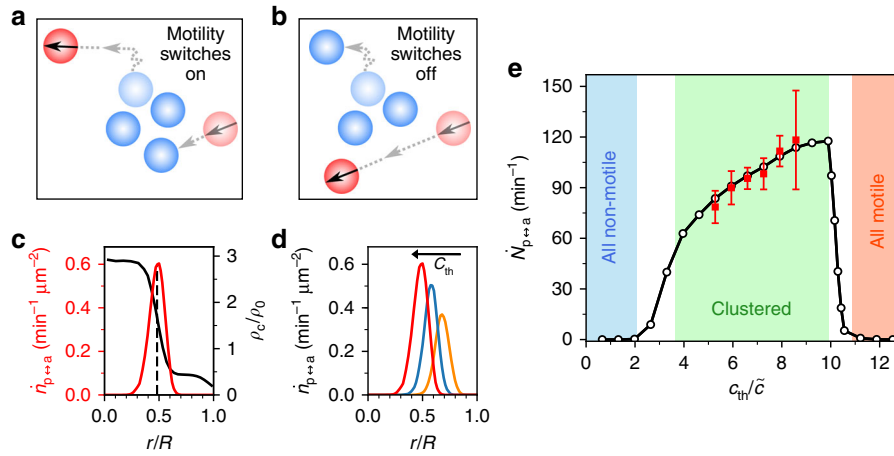 a
Motility
switches
on
b
Motility
switches
off
c
ṅp↔a (min⁻¹ μm⁻²)
0.6
0.4
0.2
0.0
3
2
1
0
ρc/ρ0
0.0 0.5 1.0
r/R
d
Cth
ṅp↔a (min⁻¹ μm⁻²)
0.6
0.4
0.2
0.0
0.0 0.5 1.0
r/R
e
Ṅp↔a (min⁻¹)
150
120
90
60
30
0
All non-motile
Clustered
All motile
0 2 4 6 8 10 12
cth/c̃